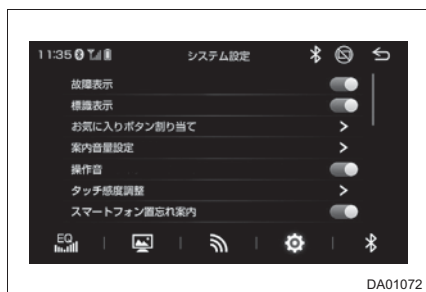 11:35
システム設定
故障表示
標識表示
お気に入りボタン割り当て
案内音量設定
操作音
タッチ感度調整
スマートフォン置忘れ案内
EQ
DA01072